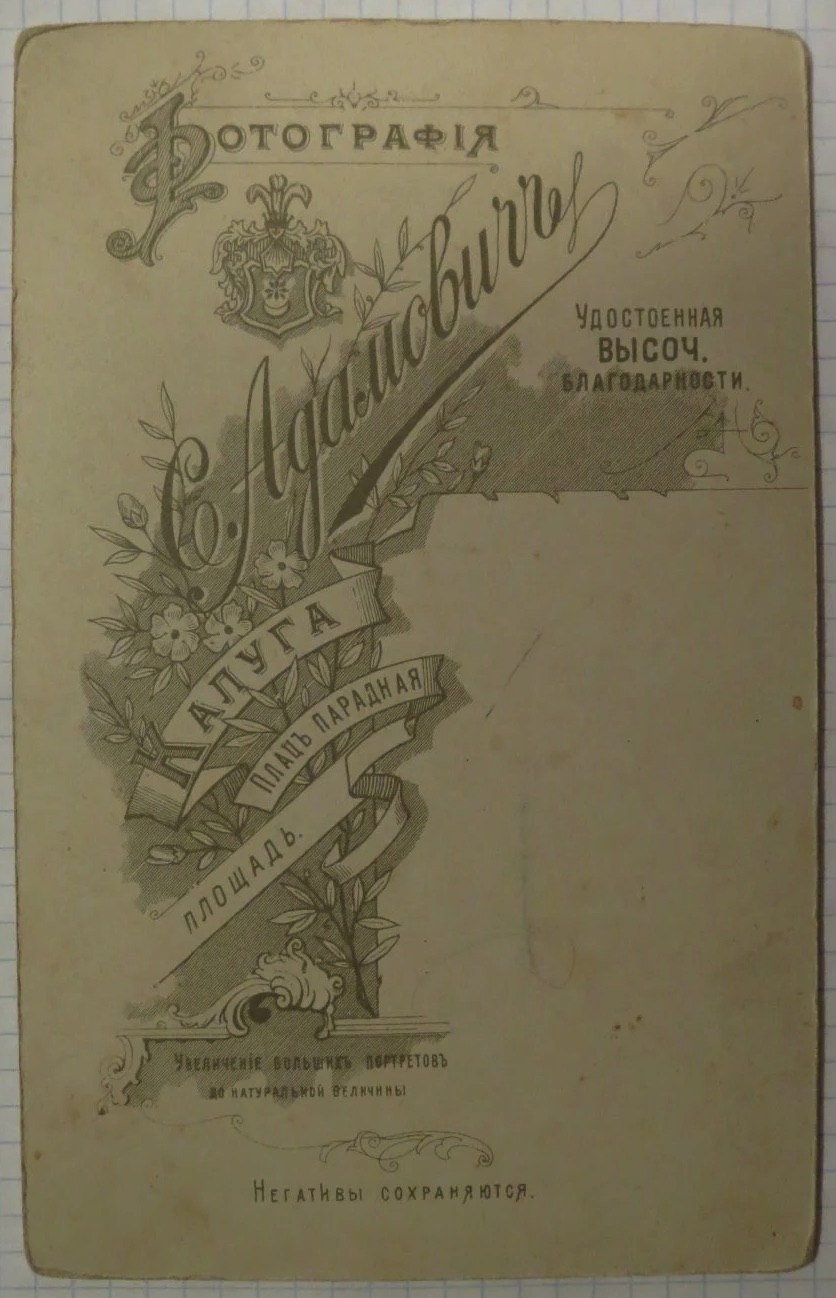 Фотографія
С. Адамовичъ
Удостоенная
ВЫСОЧ.
БЛАГОДАРНОСТИ.
Калуга
ПЛАЦЪ ПАРАДНАЯ
ПЛОЩАДЬ.
Увеличеніе большихъ портретовъ
до натуральной величины
Негативы сохраняются.